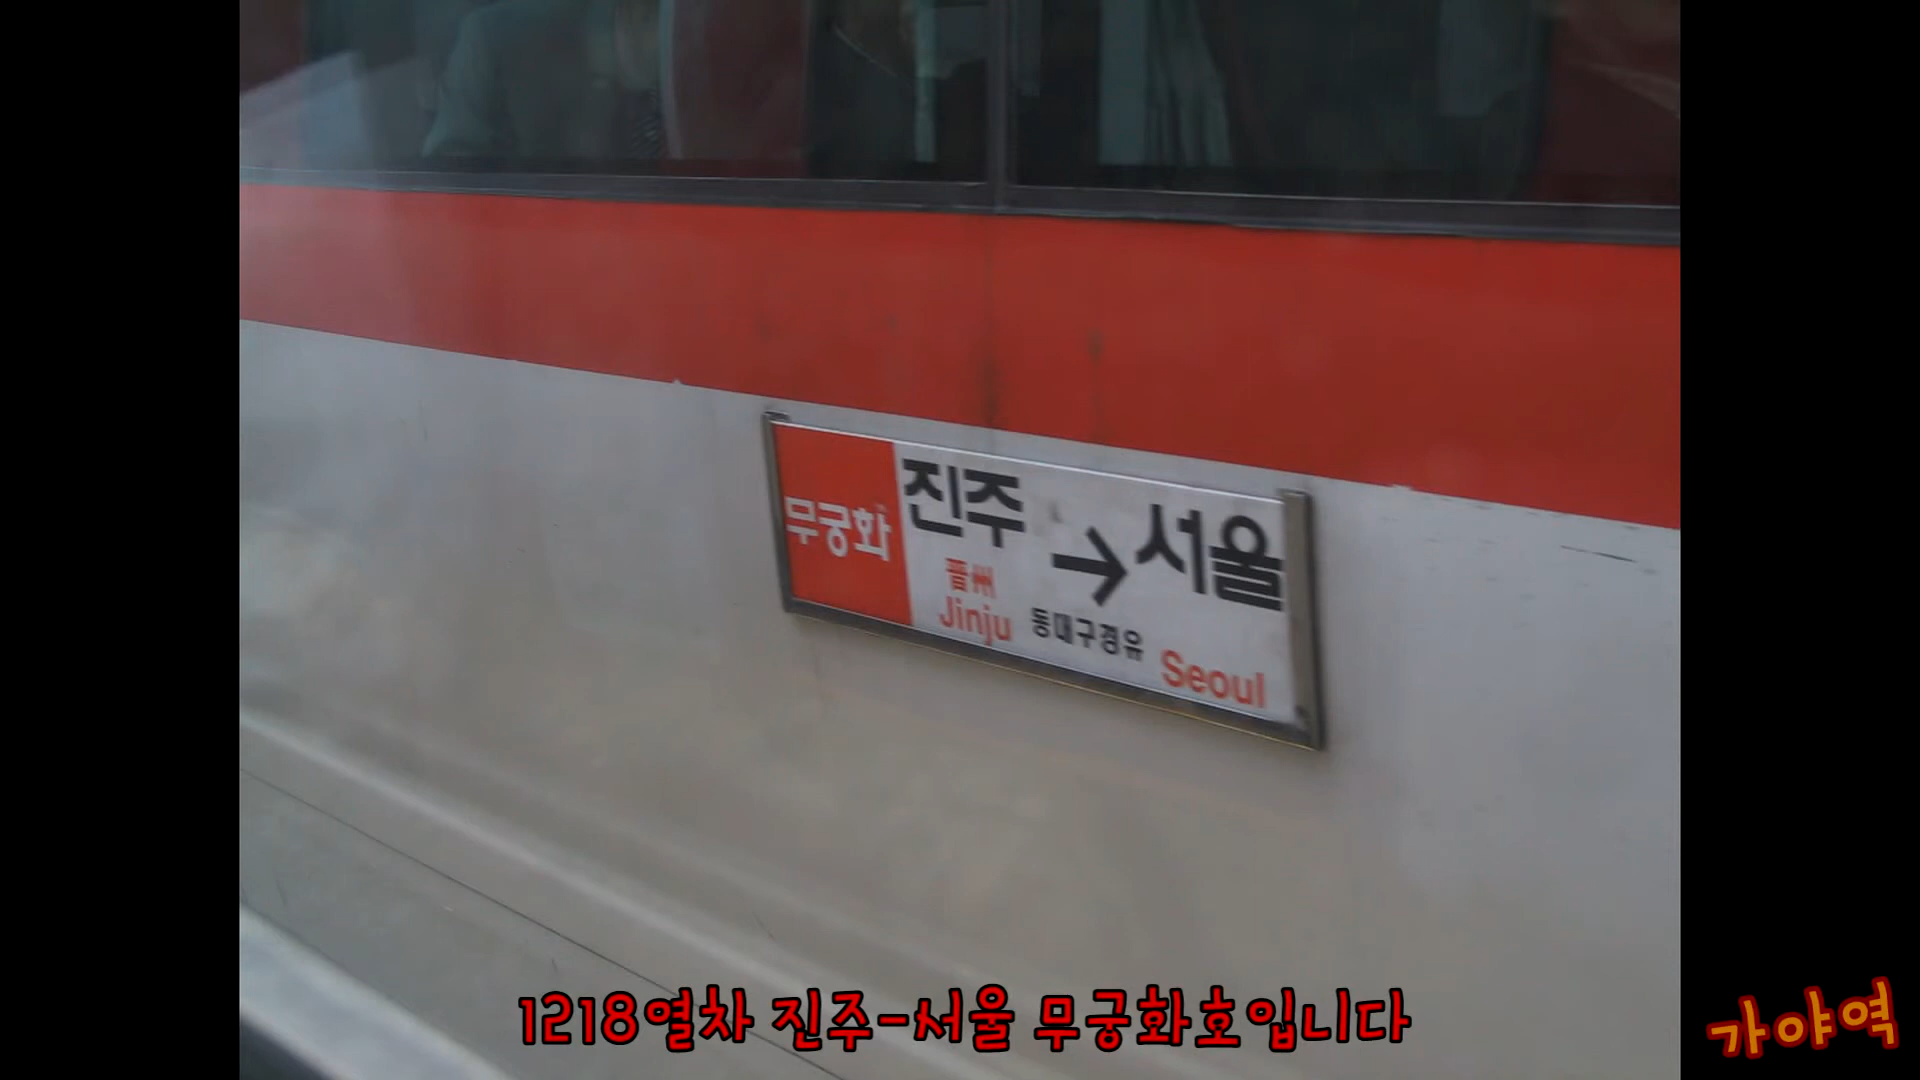 무궁화
진주 → 서울
晋州
Jinju
동대구경유
Seoul
1218열차 진주-서울 무궁화호입니다
가야역